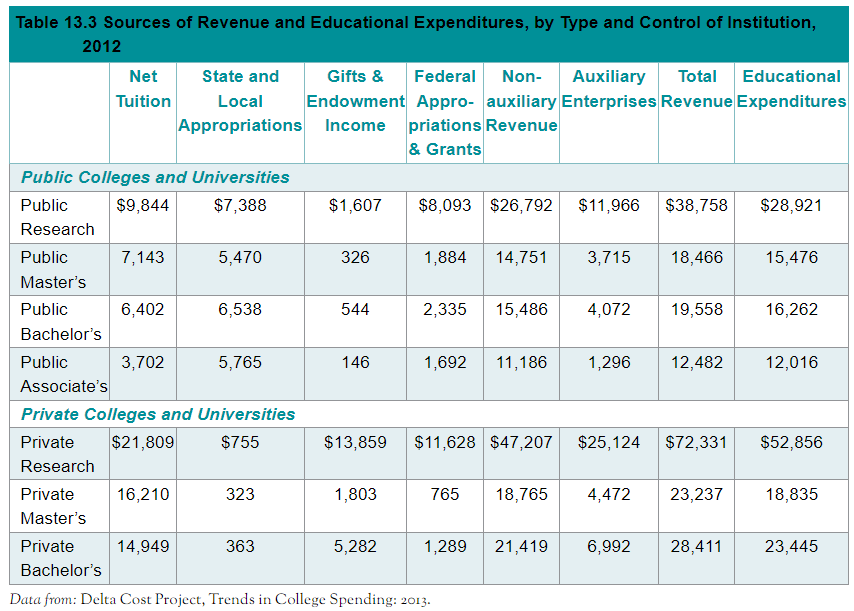 Table 13.3 Sources of Revenue and Educational Expenditures, by Type and Control of Institution,
2012
Net Tuition | State and Local Appropriations | Gifts & Endowment Income | Federal Appro-priations & Grants | Non-auxiliary Revenue | Auxiliary Enterprises | Total Revenue | Educational Expenditures
Public Colleges and Universities
Public Research | $9,844 | $7,388 | $1,607 | $8,093 | $26,792 | $11,966 | $38,758 | $28,921
Public Master's | 7,143 | 5,470 | 326 | 1,884 | 14,751 | 3,715 | 18,466 | 15,476
Public Bachelor's | 6,402 | 6,538 | 544 | 2,335 | 15,486 | 4,072 | 19,558 | 16,262
Public Associate's | 3,702 | 5,765 | 146 | 1,692 | 11,186 | 1,296 | 12,482 | 12,016
Private Colleges and Universities
Private Research | $21,809 | $755 | $13,859 | $11,628 | $47,207 | $25,124 | $72,331 | $52,856
Private Master's | 16,210 | 323 | 1,803 | 765 | 18,765 | 4,472 | 23,237 | 18,835
Private Bachelor's | 14,949 | 363 | 5,282 | 1,289 | 21,419 | 6,992 | 28,411 | 23,445
Data from: Delta Cost Project, Trends in College Spending: 2013.